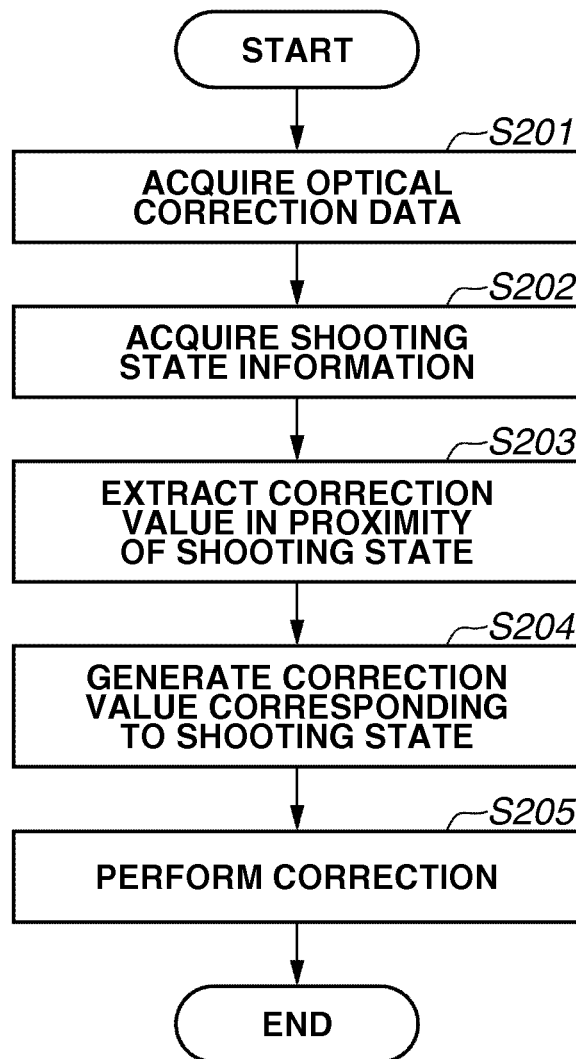 START
S201
ACQUIRE OPTICAL
CORRECTION DATA
S202
ACQUIRE SHOOTING
STATE INFORMATION
S203
EXTRACT CORRECTION
VALUE IN PROXIMITY
OF SHOOTING STATE
S204
GENERATE CORRECTION
VALUE CORRESPONDING
TO SHOOTING STATE
S205
PERFORM CORRECTION
END